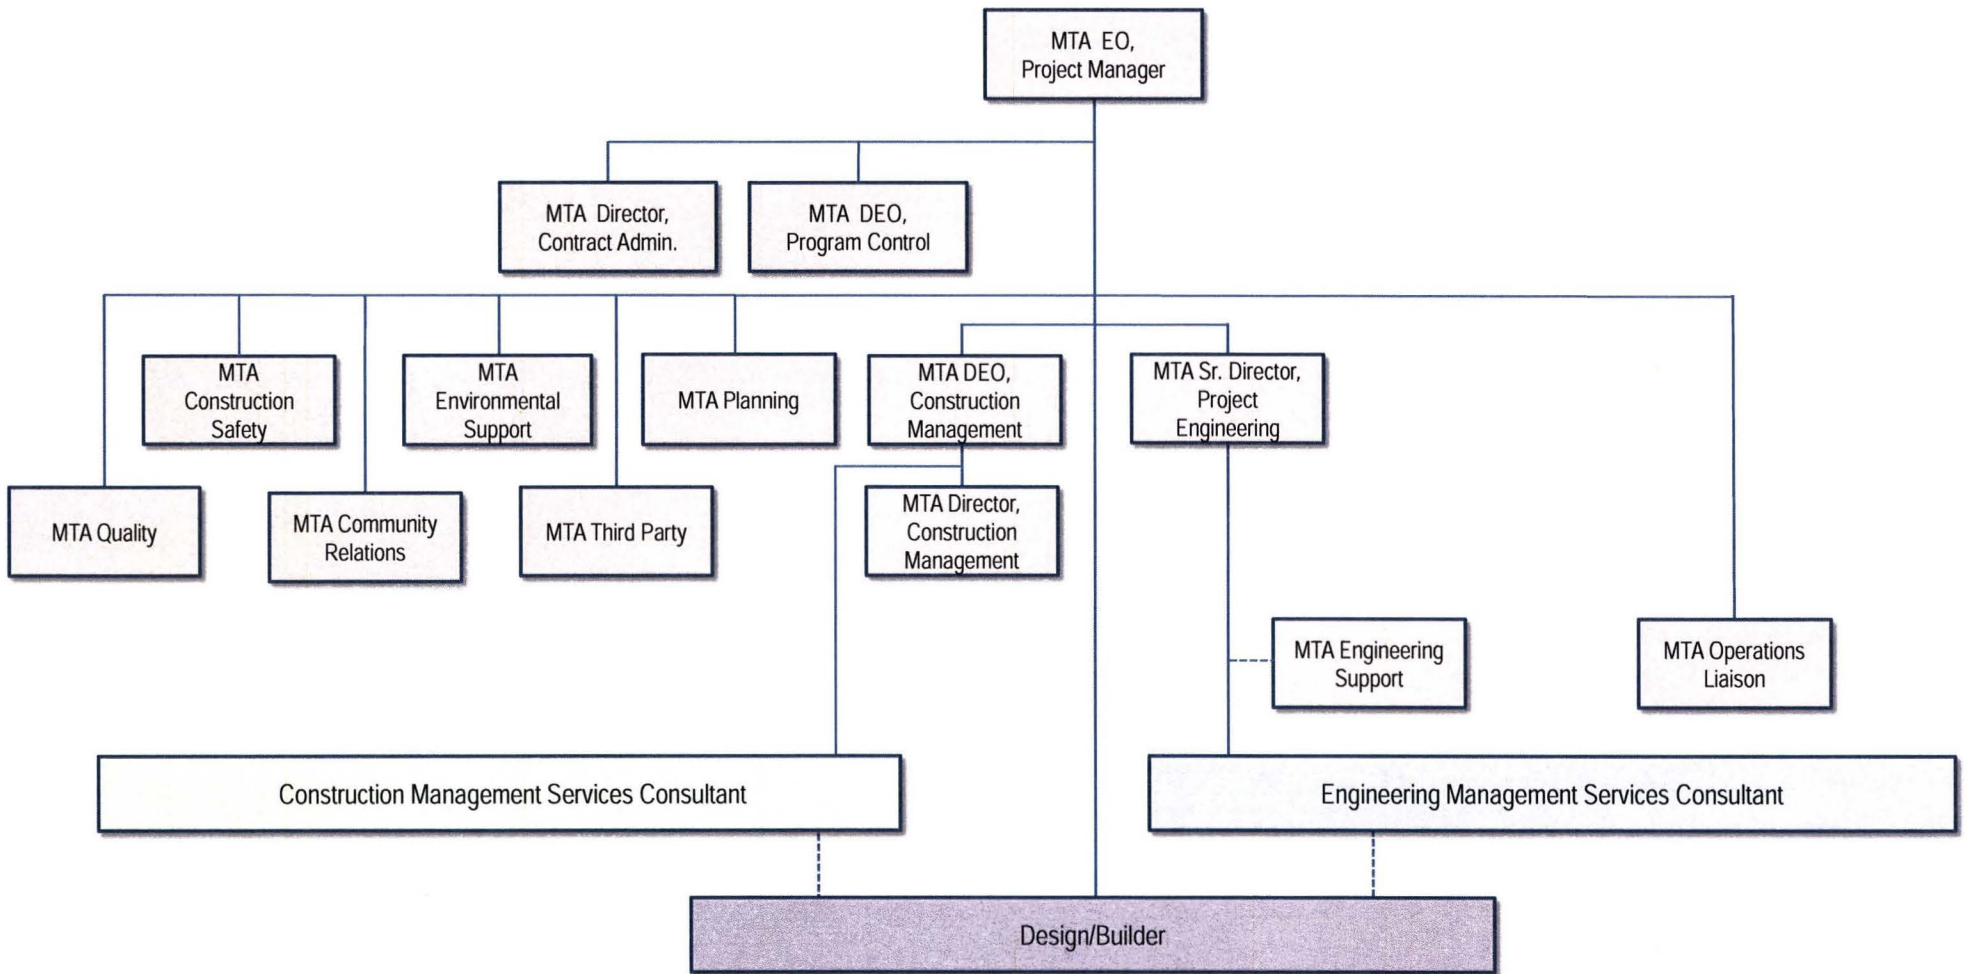 MTA EO,
Project Manager
MTA Director,
Contract Admin.
MTA DEO,
Program Control
MTA
Construction
Safety
MTA
Environmental
Support
MTA Planning
MTA DEO,
Construction
Management
MTA Sr. Director,
Project
Engineering
MTA Quality
MTA Community
Relations
MTA Third Party
MTA Director,
Construction
Management
MTA Engineering
Support
MTA Operations
Liaison
Construction Management Services Consultant
Engineering Management Services Consultant
Design/Builder